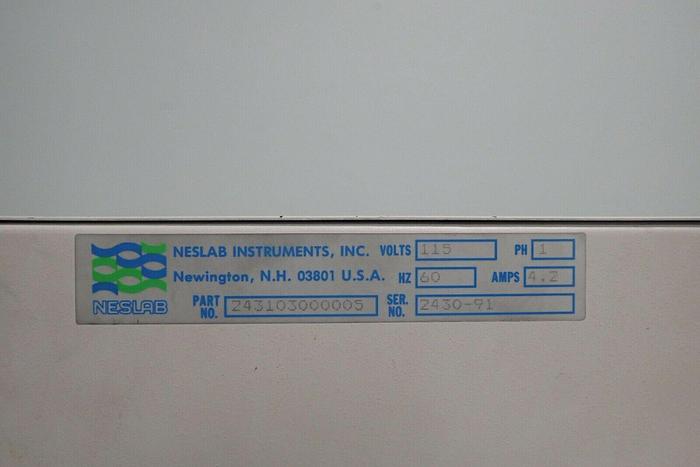 NESLAB INSTRUMENTS, INC. VOLTS 115 PH 1
Newington, N.H. 03801 U.S.A. HZ 60 AMPS 4.2
NESLAB PART NO. 243103000005 SER. NO. 2430-91